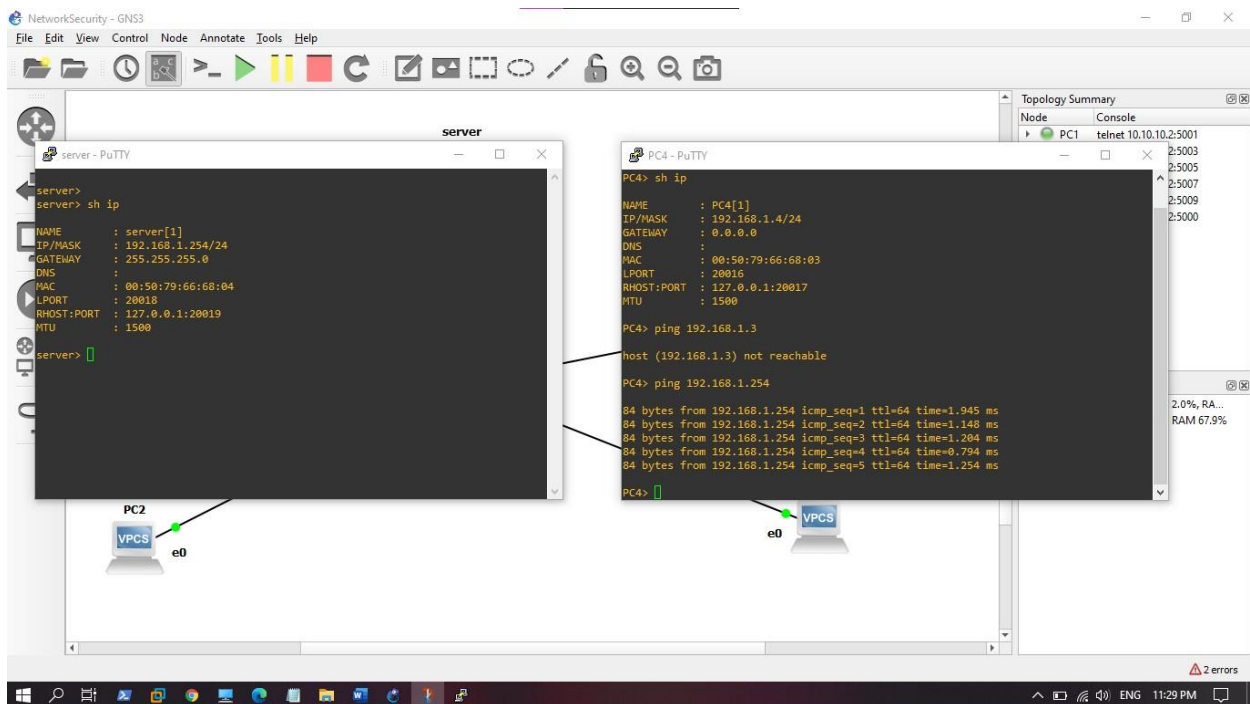 NetworkSecurity - GNS3
File Edit View Control Node Annotate Tools Help
server
Topology Summary
Node Console
PC1 telnet 10.10.10.2:5001
2:5003
2:5005
2:5007
2:5009
2:5000
server - PuTTY
server>
server> sh ip
NAME : server[1]
IP/MASK : 192.168.1.254/24
GATEWAY : 255.255.255.0
DNS :
MAC : 00:50:79:66:68:04
LPORT : 20018
RHOST:PORT : 127.0.0.1:20019
MTU : 1500
server>
PC4 - PuTTY
PC4> sh ip
NAME : PC4[1]
IP/MASK : 192.168.1.4/24
GATEWAY : 0.0.0.0
DNS :
MAC : 00:50:79:66:68:03
LPORT : 20016
RHOST:PORT : 127.0.0.1:20017
MTU : 1500
PC4> ping 192.168.1.3
host (192.168.1.3) not reachable
PC4> ping 192.168.1.254
84 bytes from 192.168.1.254 icmp_seq=1 ttl=64 time=1.945 ms
84 bytes from 192.168.1.254 icmp_seq=2 ttl=64 time=1.148 ms
84 bytes from 192.168.1.254 icmp_seq=3 ttl=64 time=1.204 ms
84 bytes from 192.168.1.254 icmp_seq=4 ttl=64 time=0.794 ms
84 bytes from 192.168.1.254 icmp_seq=5 ttl=64 time=1.254 ms
PC4>
2.0%, RA...
RAM 67.9%
PC2
VPCS
e0
VPCS
e0
2 errors
ENG 11:29 PM